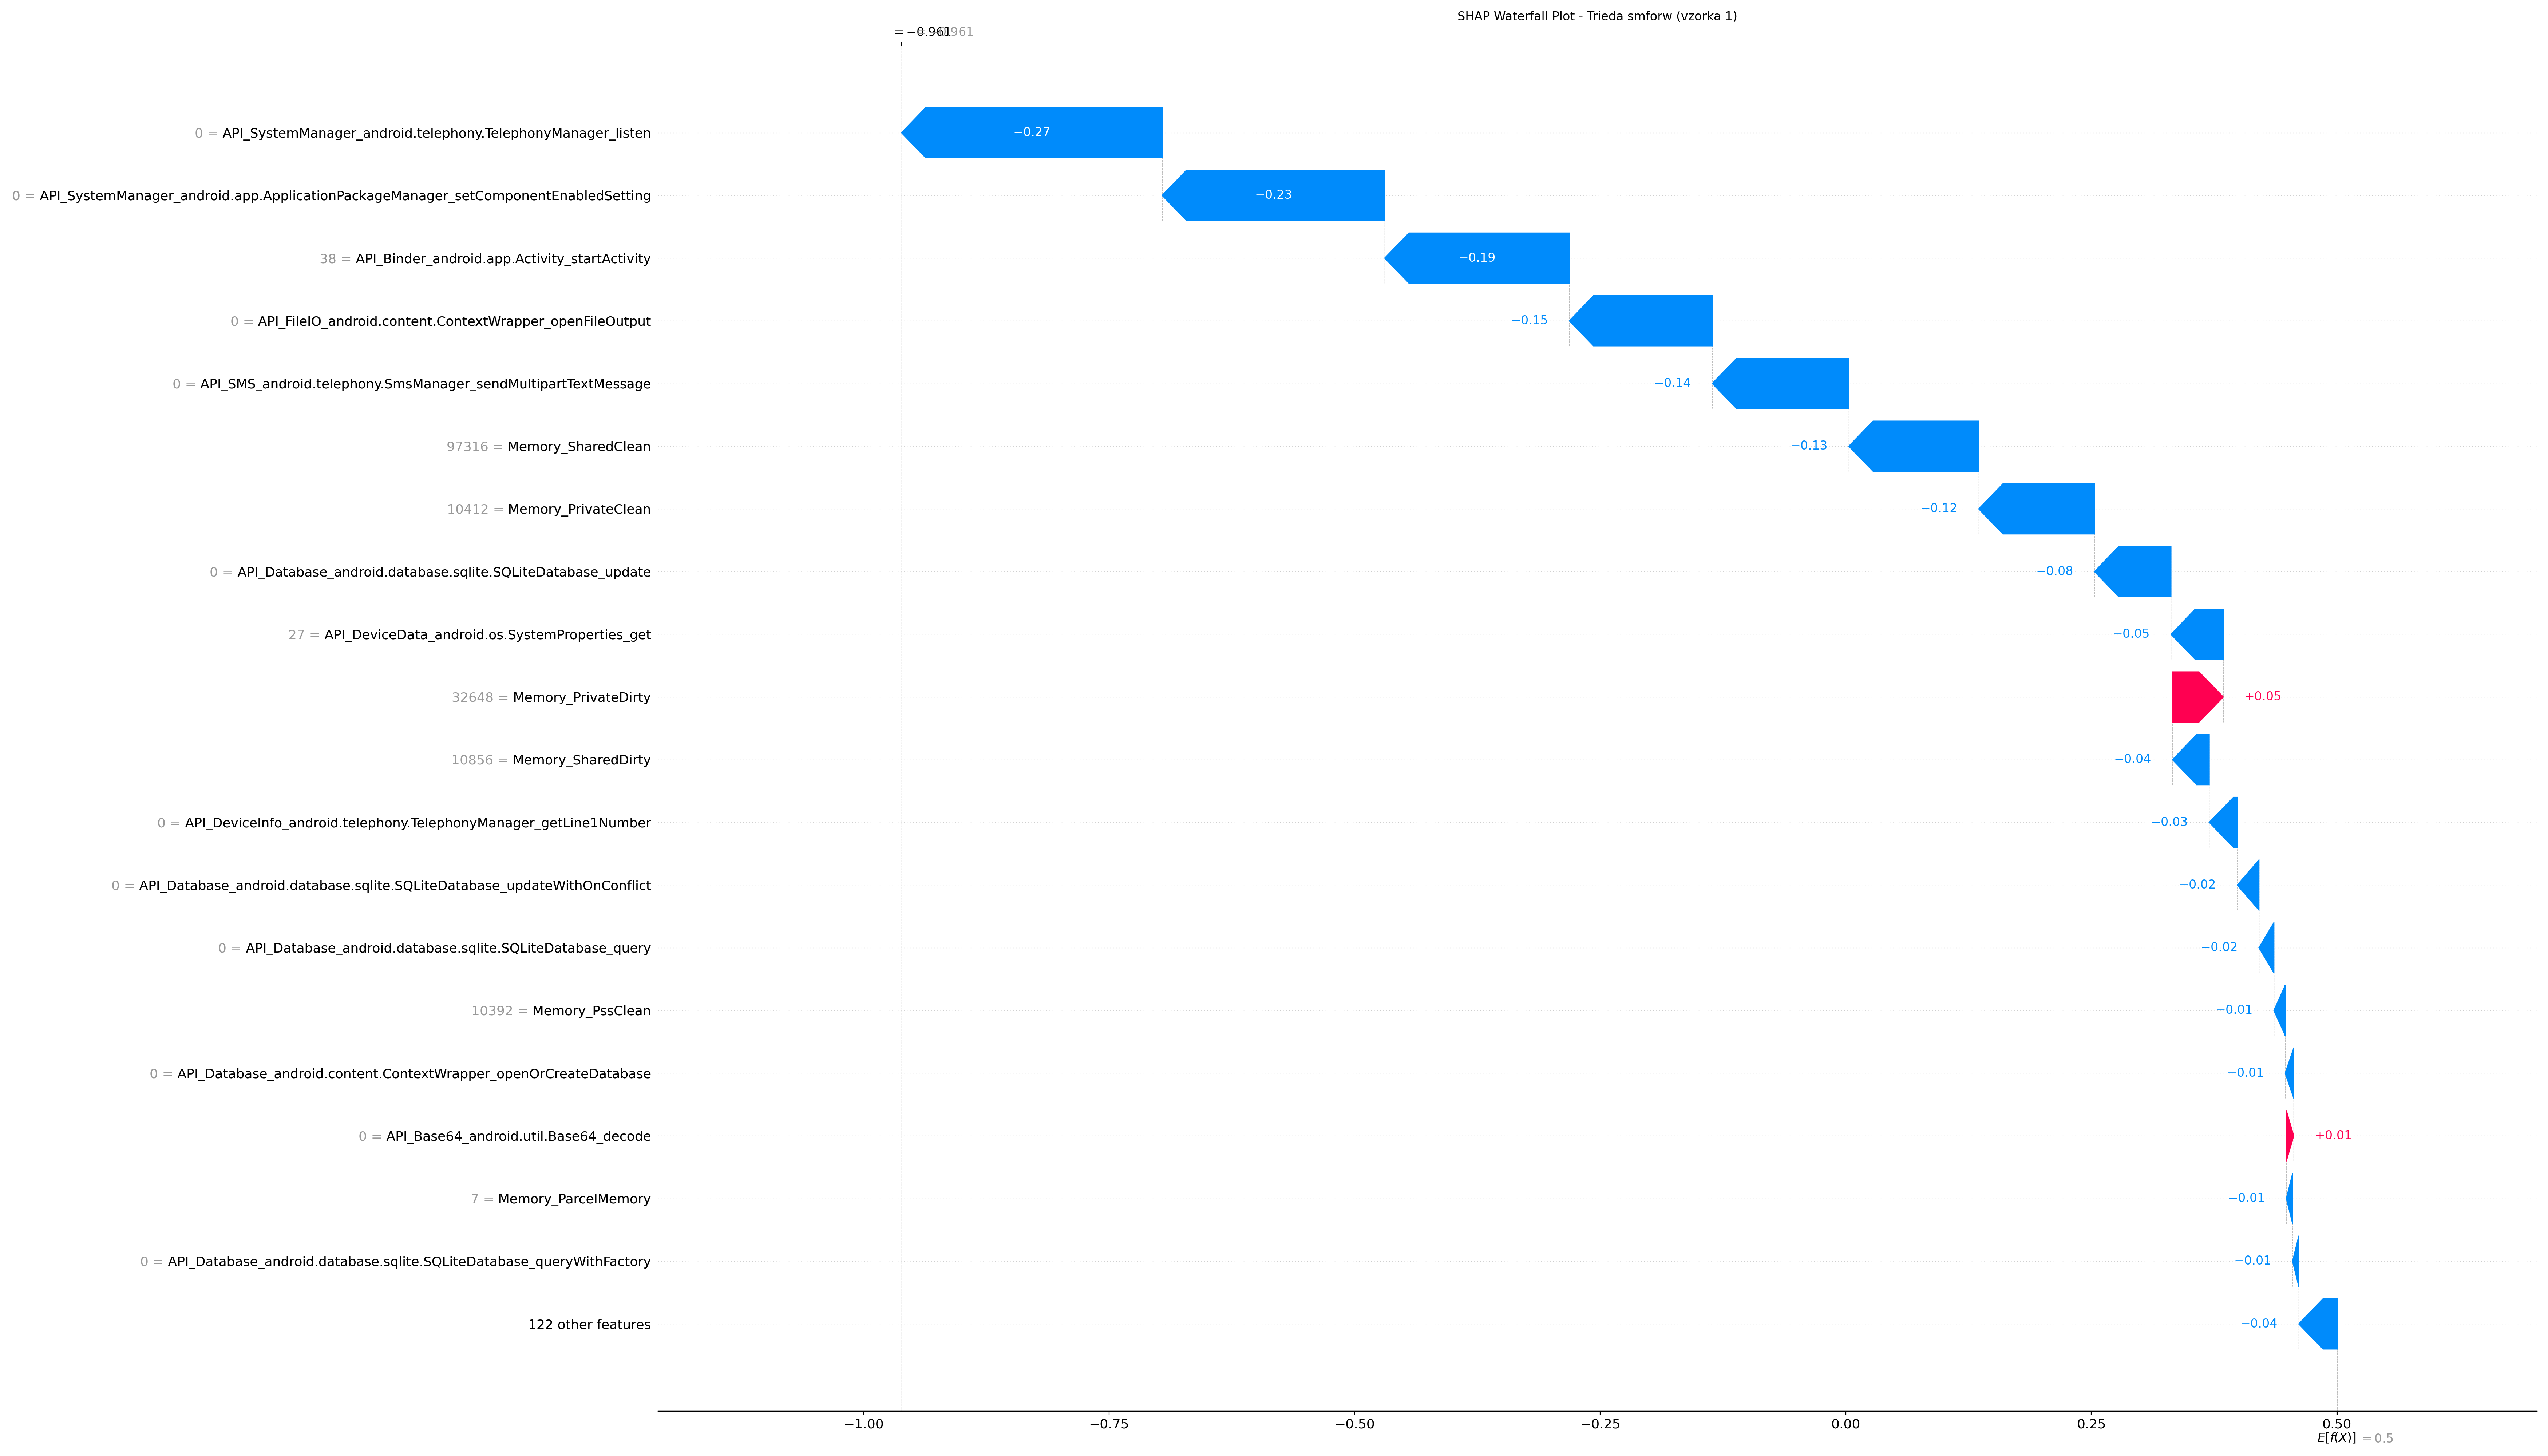 SHAP Waterfall Plot - Trieda smforw (vzorka 1)
= −0.961
0 = API_SystemManager_android.telephony.TelephonyManager_listen
−0.27
0 = API_SystemManager_android.app.ApplicationPackageManager_setComponentEnabledSetting
−0.23
38 = API_Binder_android.app.Activity_startActivity
−0.19
0 = API_FileIO_android.content.ContextWrapper_openFileOutput
−0.15
0 = API_SMS_android.telephony.SmsManager_sendMultipartTextMessage
−0.14
97316 = Memory_SharedClean
−0.13
10412 = Memory_PrivateClean
−0.12
0 = API_Database_android.database.sqlite.SQLiteDatabase_update
−0.08
27 = API_DeviceData_android.os.SystemProperties_get
−0.05
32648 = Memory_PrivateDirty
+0.05
10856 = Memory_SharedDirty
−0.04
0 = API_DeviceInfo_android.telephony.TelephonyManager_getLine1Number
−0.03
0 = API_Database_android.database.sqlite.SQLiteDatabase_updateWithOnConflict
−0.02
0 = API_Database_android.database.sqlite.SQLiteDatabase_query
−0.02
10392 = Memory_PssClean
−0.01
0 = API_Database_android.content.ContextWrapper_openOrCreateDatabase
−0.01
0 = API_Base64_android.util.Base64_decode
+0.01
7 = Memory_ParcelMemory
−0.01
0 = API_Database_android.database.sqlite.SQLiteDatabase_queryWithFactory
−0.01
122 other features
−0.04
−1.00 −0.75 −0.50 −0.25 0.00 0.25 0.50
E[f(X)] = 0.5